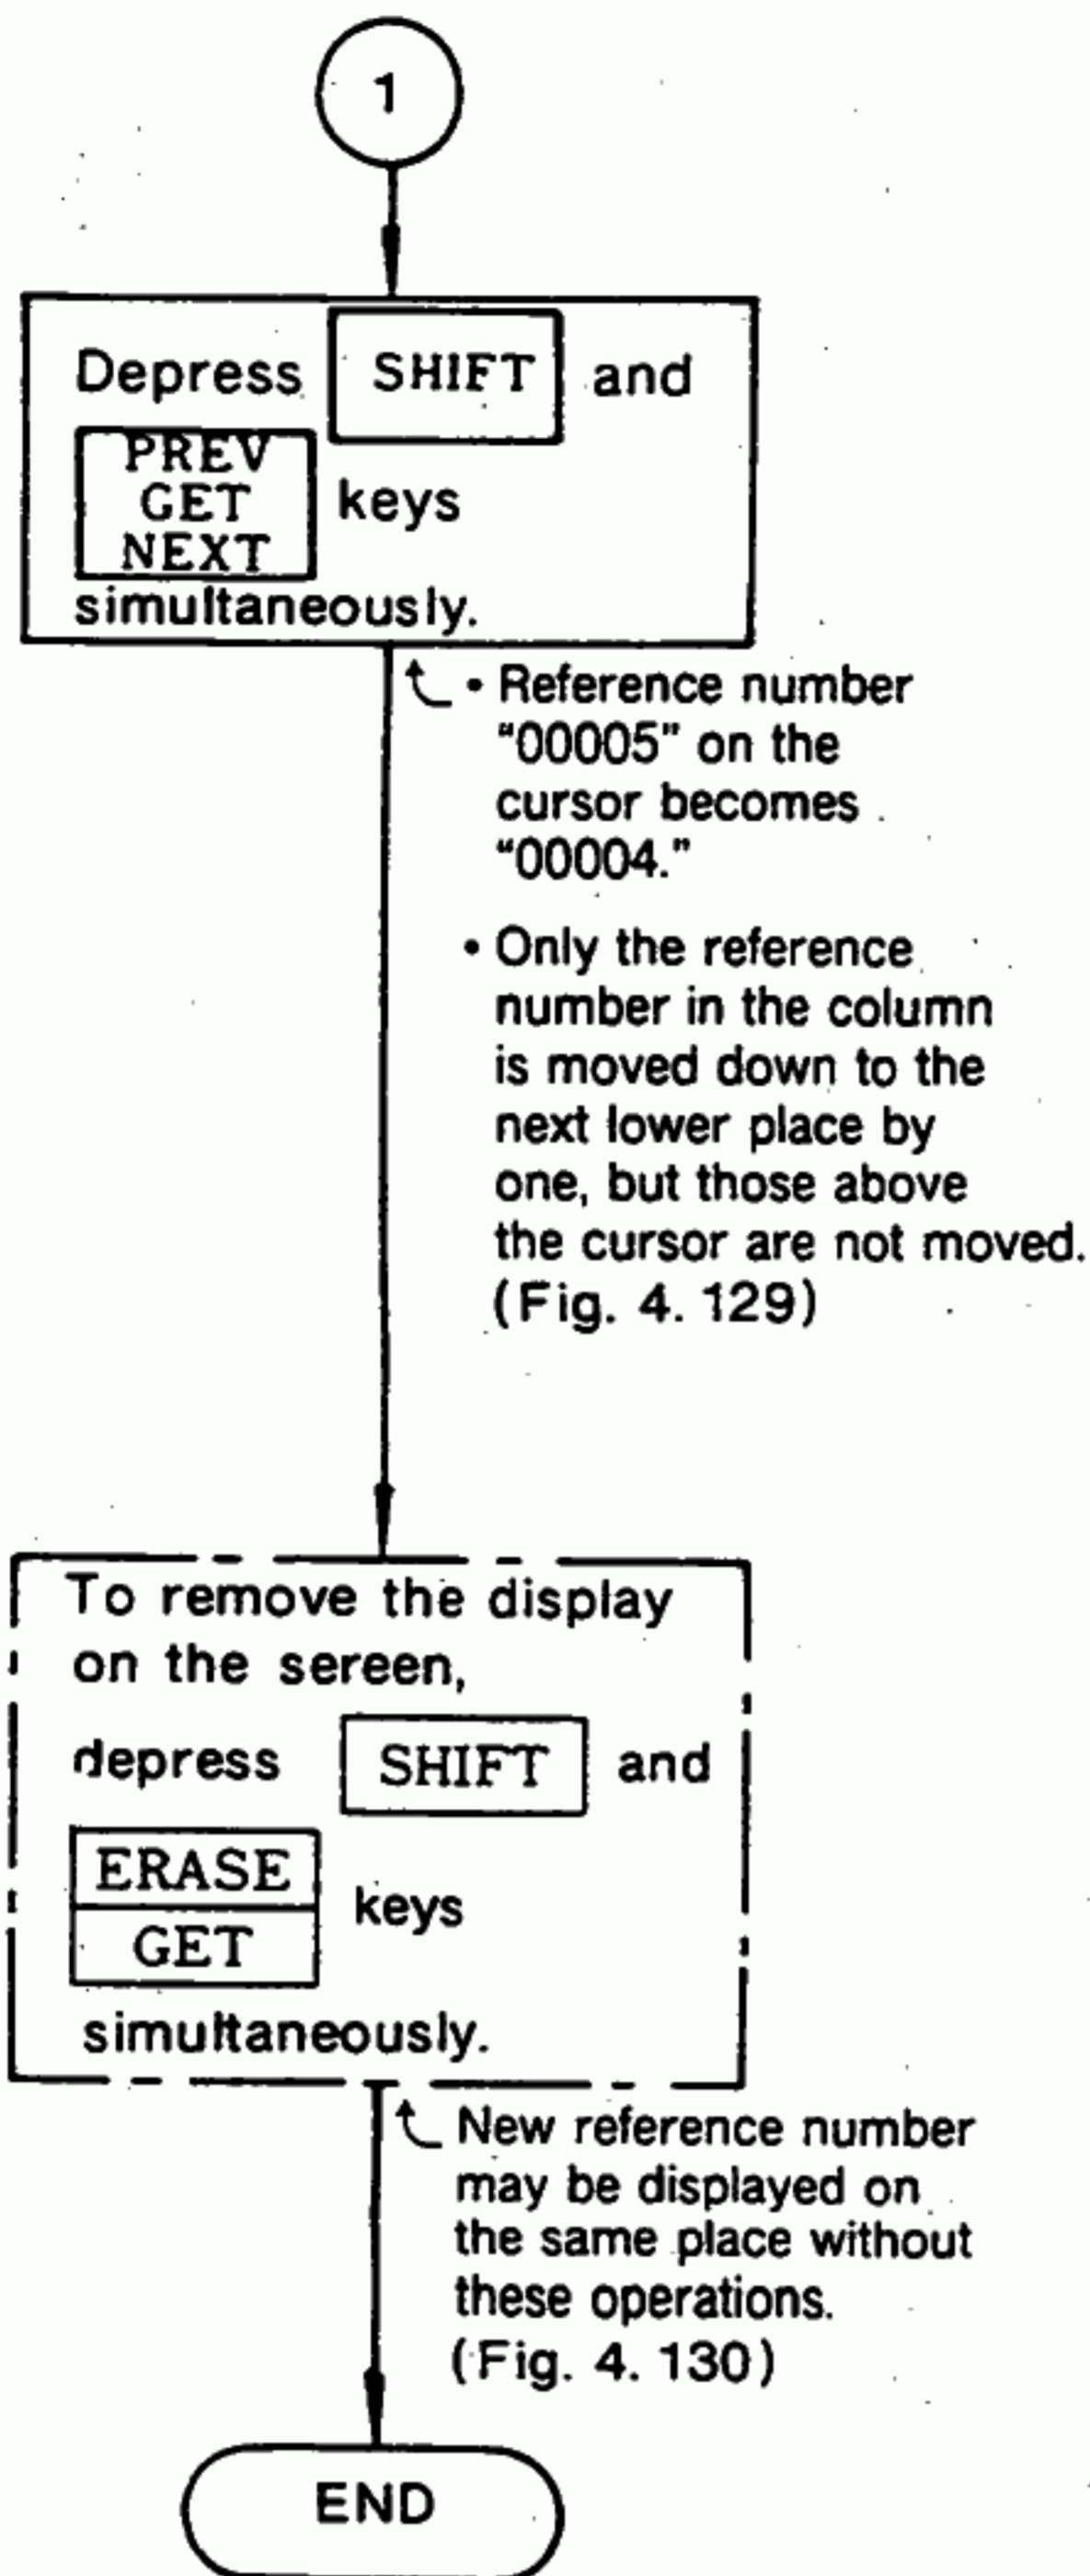 1
Depress SHIFT and
PREV
GET
NEXT
keys
simultaneously.
• Reference number
"00005" on the
cursor becomes
"00004."
• Only the reference
number in the column
is moved down to the
next lower place by
one, but those above
the cursor are not moved.
(Fig. 4. 129)
To remove the display
on the sereen,
depress SHIFT and
ERASE
GET
keys
simultaneously.
New reference number
may be displayed on
the same place without
these operations.
(Fig. 4. 130)
END